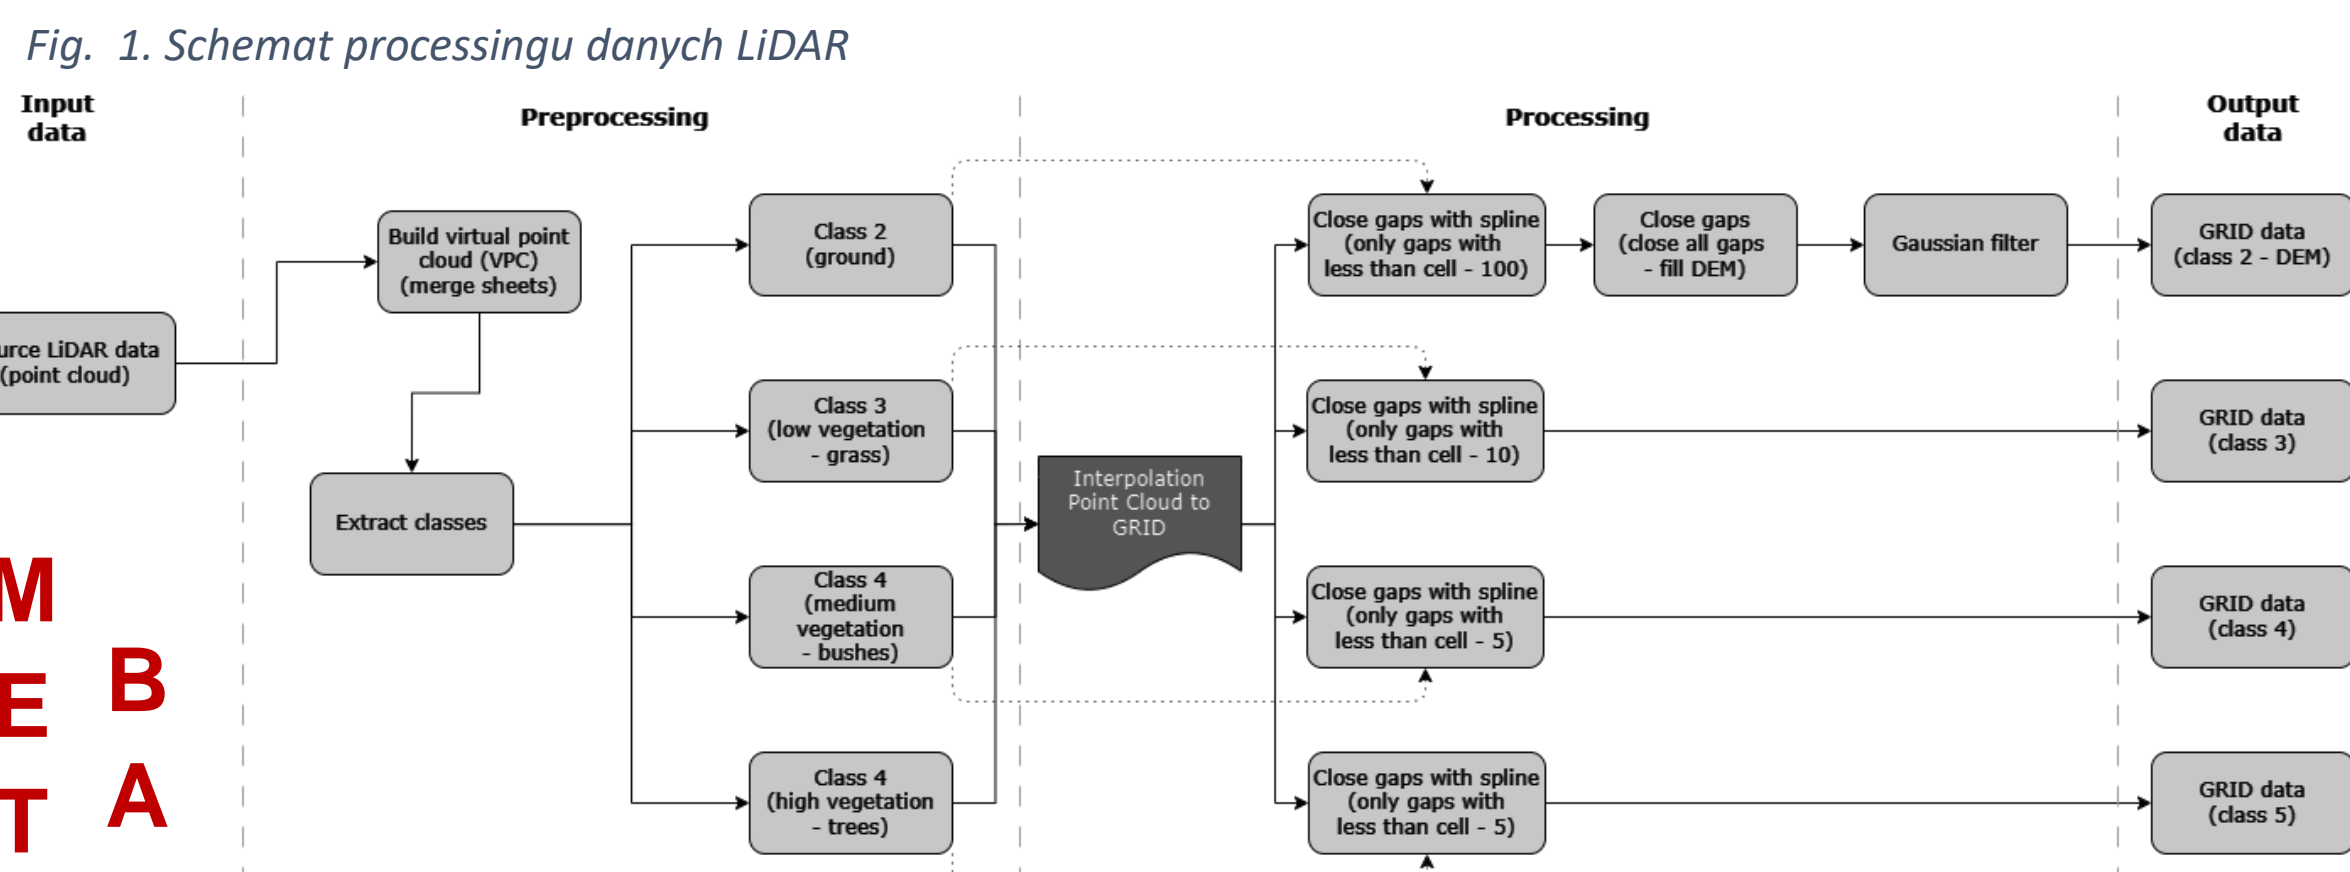 Fig. 1. Schemat processingu danych LiDAR
Input
data
Preprocessing
Processing
Output
data
Build virtual point
cloud (VPC)
(merge sheets)
LiDAR data
(point cloud)
Extract classes
Class 2
(ground)
Class 3
(low vegetation
- grass)
Class 4
(medium
vegetation
- bushes)
Class 4
(high vegetation
- trees)
Interpolation
Point Cloud to
GRID
Close gaps with spline
(only gaps with
less than cell - 100)
Close gaps
(close all gaps
- fill DEM)
Gaussian filter
GRID data
(class 2 - DEM)
Close gaps with spline
(only gaps with
less than cell - 10)
GRID data
(class 3)
Close gaps with spline
(only gaps with
less than cell - 5)
GRID data
(class 4)
Close gaps with spline
(only gaps with
less than cell - 5)
GRID data
(class 5)
M
E
T
B
A